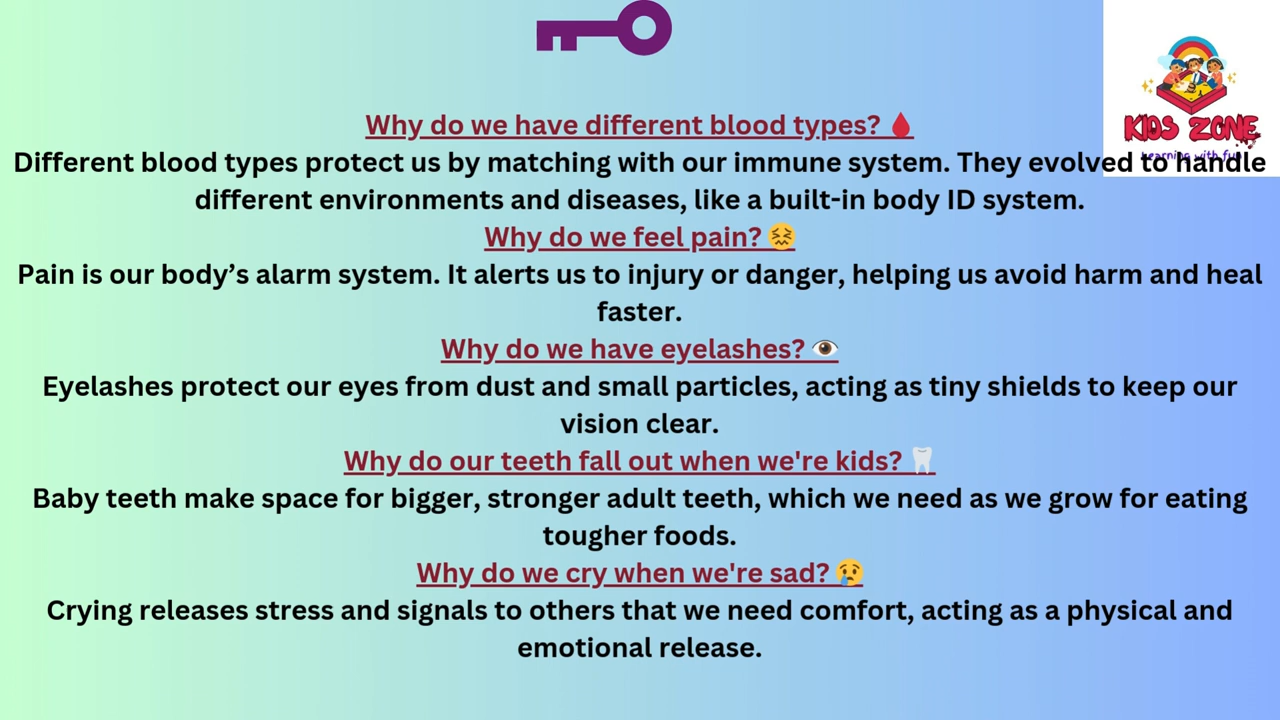 KIDS ZONE
Learning with fun
Why do we have different blood types? 🩸
Different blood types protect us by matching with our immune system. They evolved to handle
different environments and diseases, like a built-in body ID system.
Why do we feel pain? 😖
Pain is our body’s alarm system. It alerts us to injury or danger, helping us avoid harm and heal
faster.
Why do we have eyelashes? 👁️
Eyelashes protect our eyes from dust and small particles, acting as tiny shields to keep our
vision clear.
Why do our teeth fall out when we're kids? 🦷
Baby teeth make space for bigger, stronger adult teeth, which we need as we grow for eating
tougher foods.
Why do we cry when we're sad? 😢
Crying releases stress and signals to others that we need comfort, acting as a physical and
emotional release.